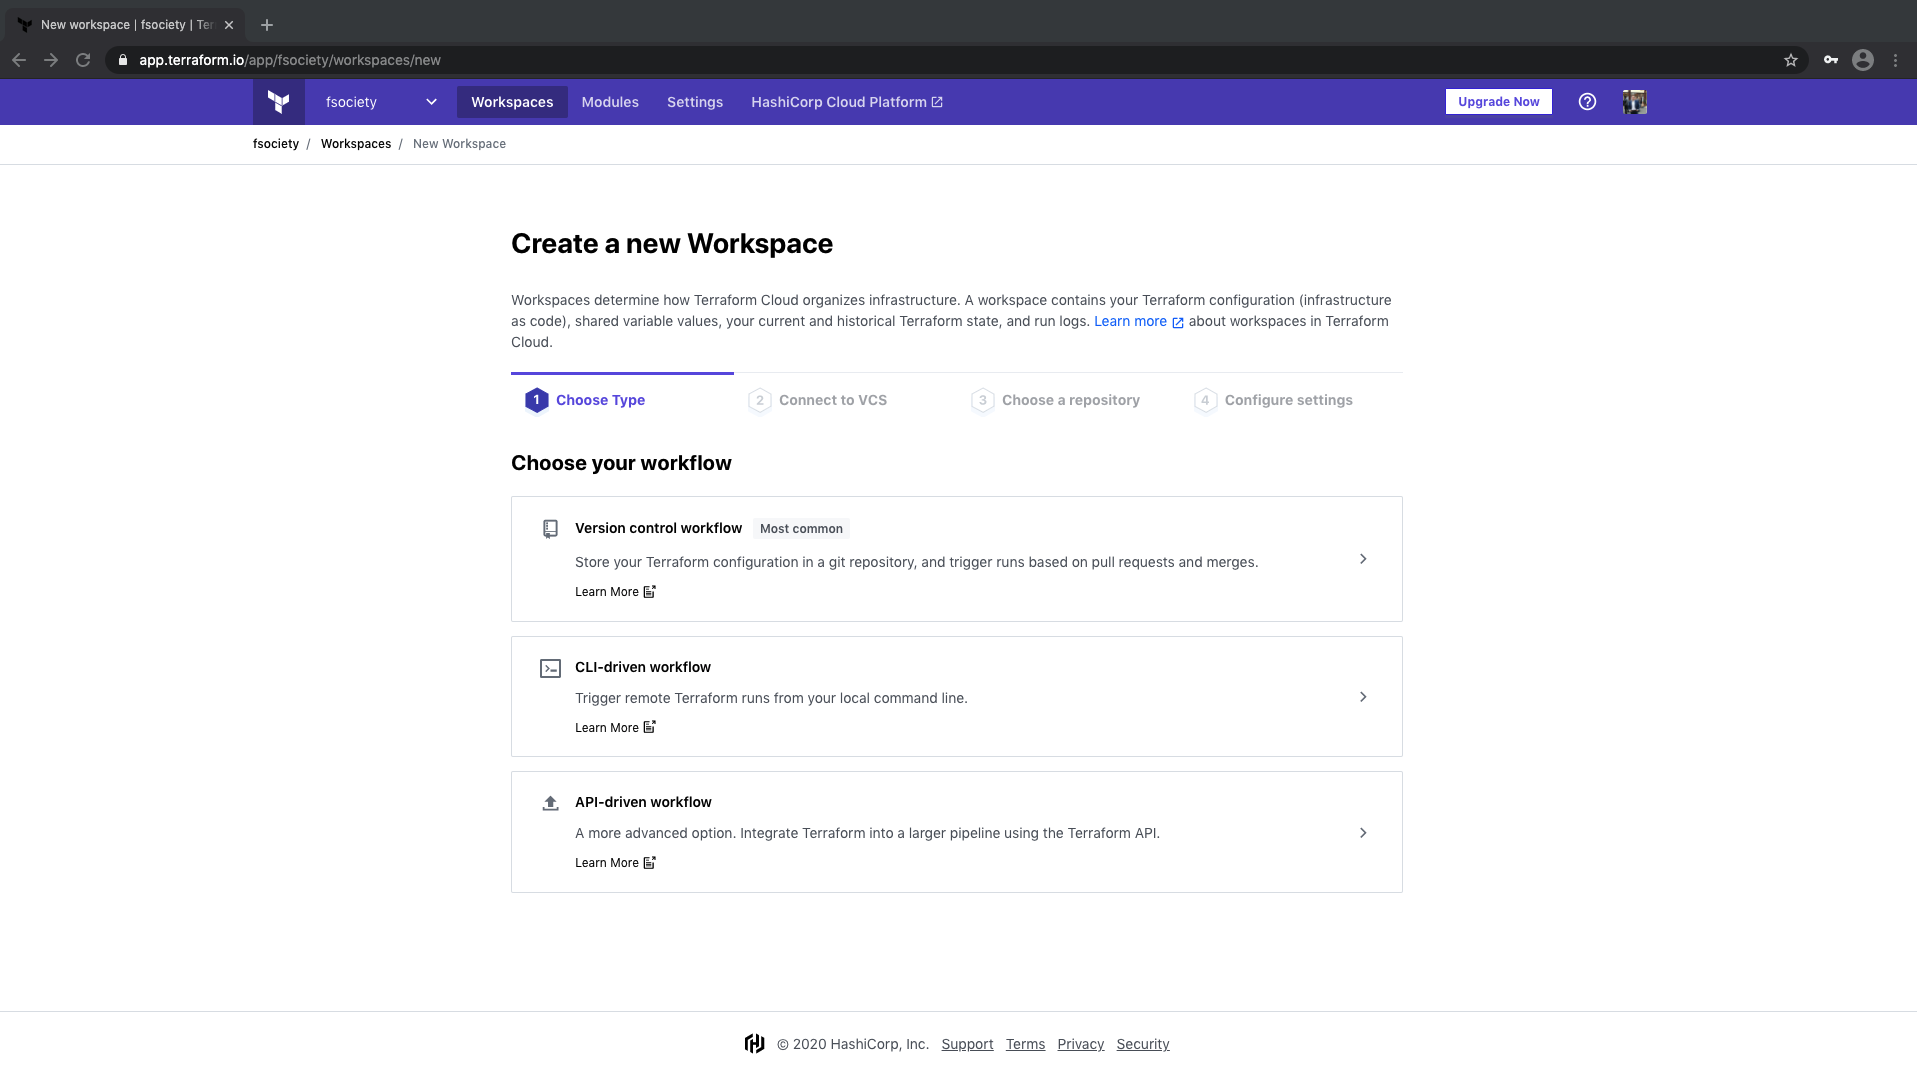 New workspace | fsociety | Ter
app.terraform.io/app/fsociety/workspaces/new
fsociety
Workspaces
Modules
Settings
HashiCorp Cloud Platform
Upgrade Now
fsociety / Workspaces / New Workspace
Create a new Workspace
Workspaces determine how Terraform Cloud organizes infrastructure. A workspace contains your Terraform configuration (infrastructure
as code), shared variable values, your current and historical Terraform state, and run logs. Learn more about workspaces in Terraform
Cloud.
1 Choose Type
2 Connect to VCS
3 Choose a repository
4 Configure settings
Choose your workflow
Version control workflow Most common
Store your Terraform configuration in a git repository, and trigger runs based on pull requests and merges.
Learn More
CLI-driven workflow
Trigger remote Terraform runs from your local command line.
Learn More
API-driven workflow
A more advanced option. Integrate Terraform into a larger pipeline using the Terraform API.
Learn More
© 2020 HashiCorp, Inc. Support Terms Privacy Security